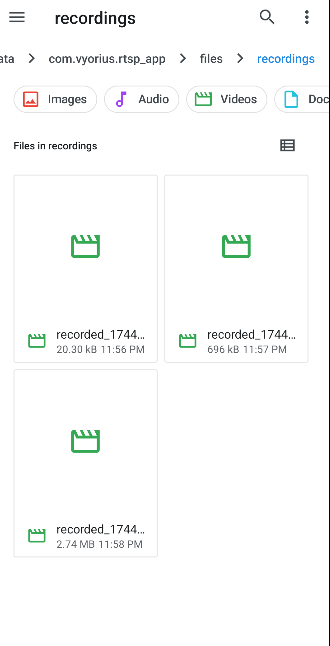 recordings
ata > com.vyorius.rtsp_app > files > recordings
Images Audio Videos Doc
Files in recordings
recorded_1744...
20.30 kB 11:56 PM
recorded_1744...
696 kB 11:57 PM
recorded_1744...
2.74 MB 11:58 PM